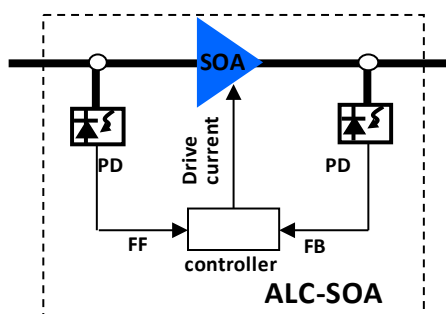 SOA
PD
Drive
current
PD
FF
FB
controller
ALC-SOA